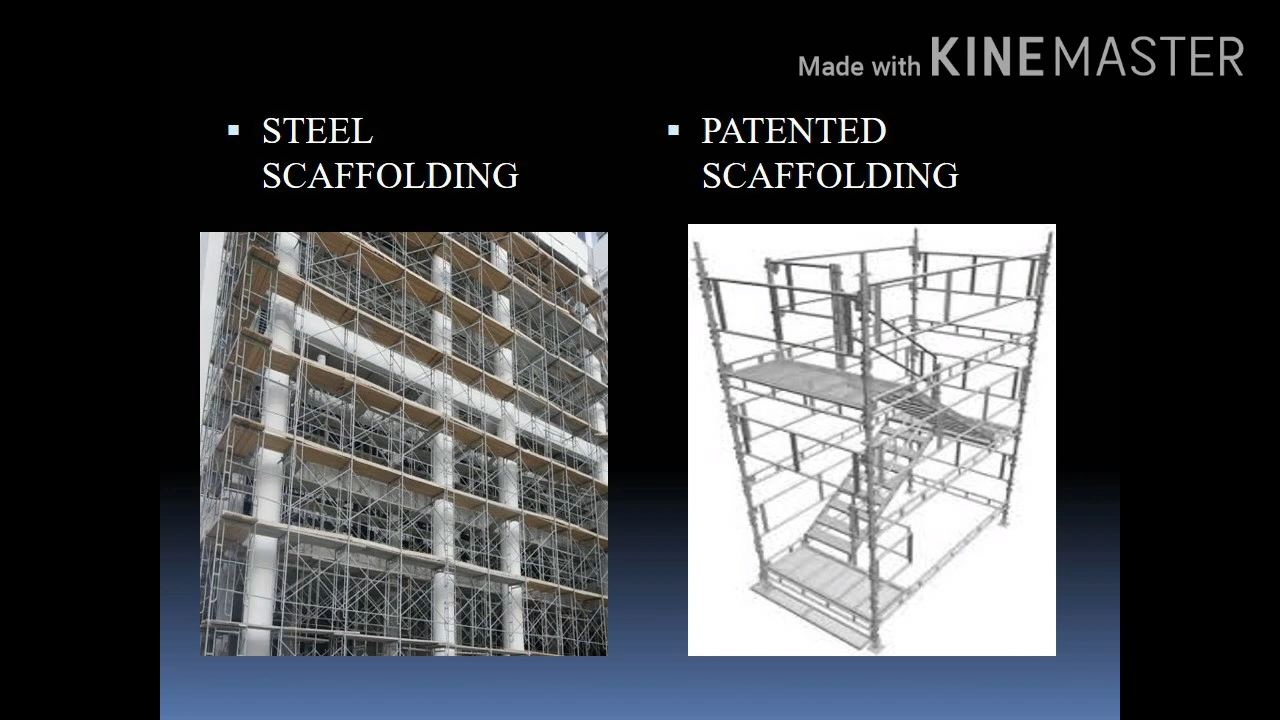 Made with KINEMASTER
▪ STEEL
SCAFFOLDING
▪ PATENTED
SCAFFOLDING